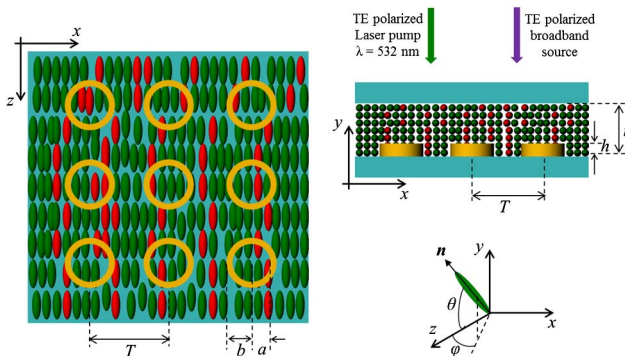 x
z
T
b
a
TE polarized
Laser pump
λ = 532 nm
TE polarized
broadband
source
y
x
T
h
n
y
θ
z
φ
x